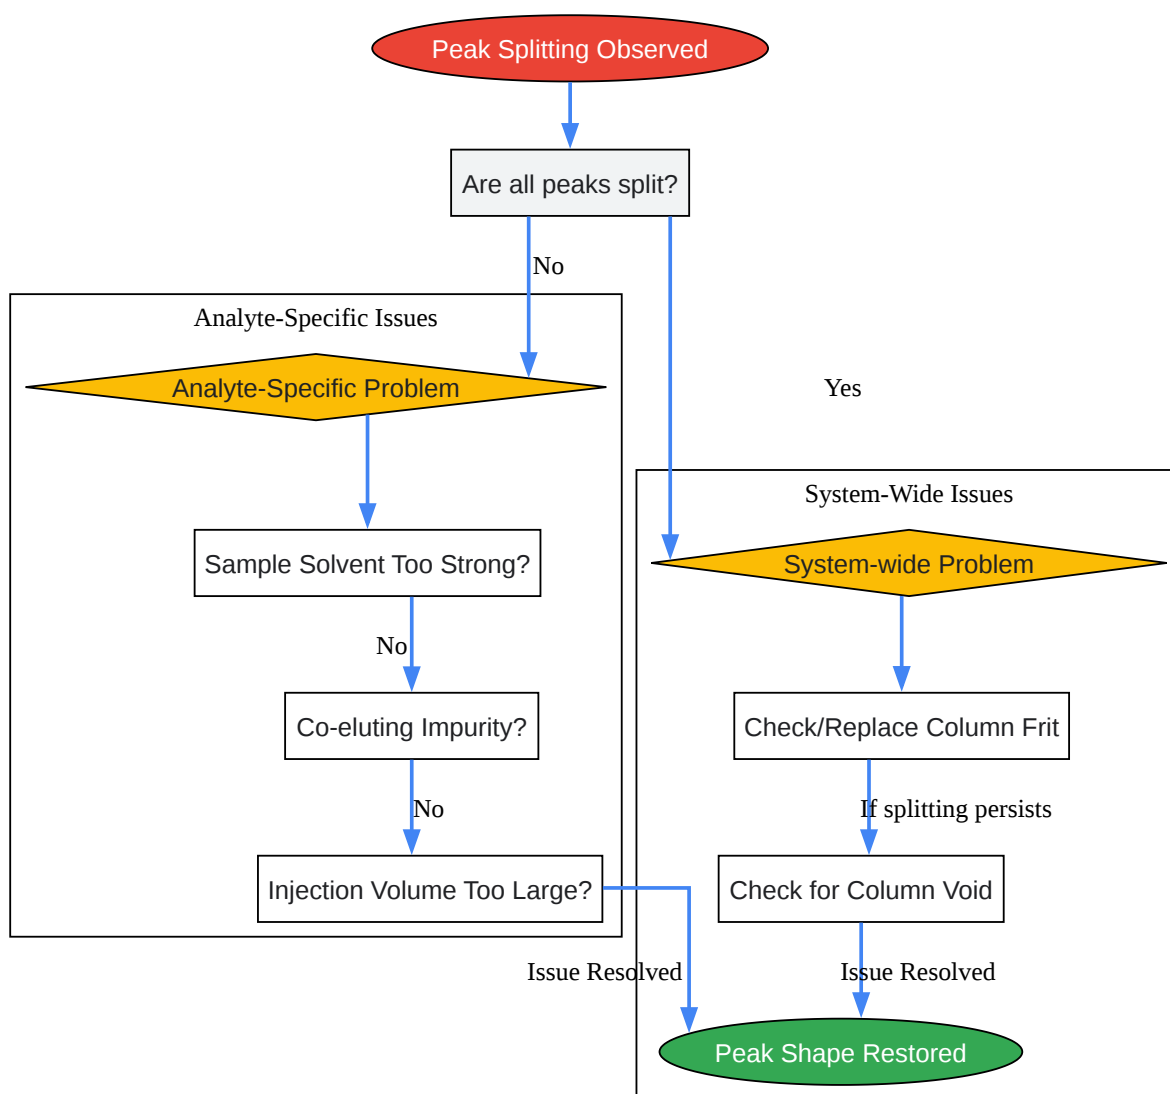 Peak Splitting Observed
Are all peaks split?
No
Analyte-Specific Issues
Analyte-Specific Problem
Yes
System-Wide Issues
Sample Solvent Too Strong?
System-wide Problem
No
Co-eluting Impurity?
Check/Replace Column Frit
No
If splitting persists
Injection Volume Too Large?
Check for Column Void
Issue Resolved
Issue Resolved
Peak Shape Restored